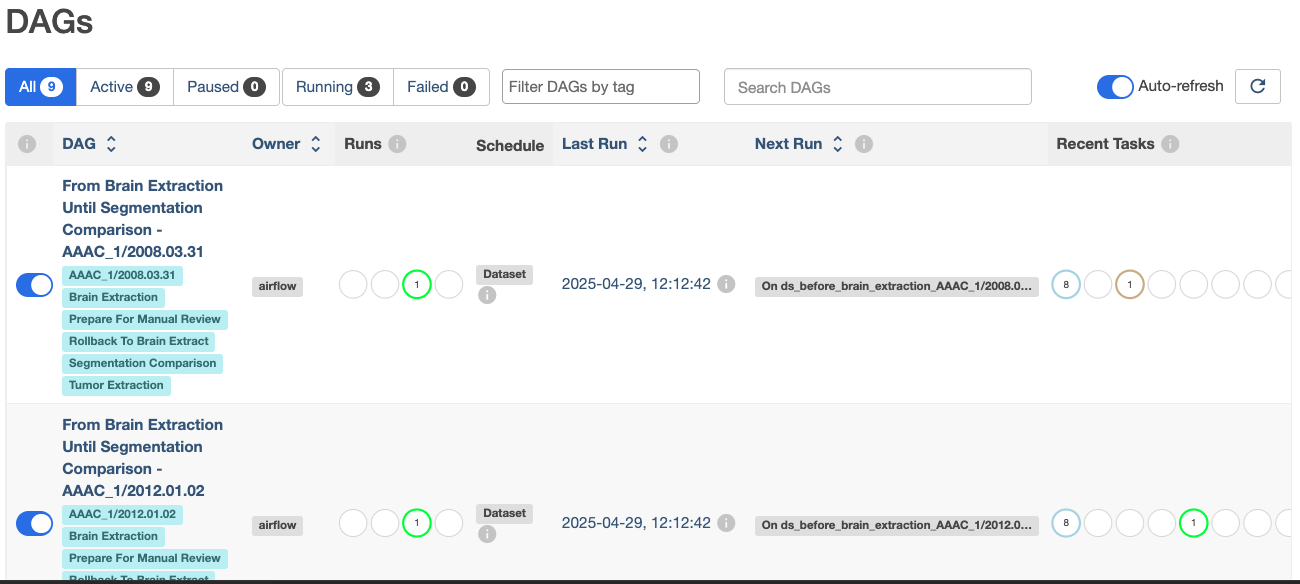 DAGs
All 9 Active 9 Paused 0 Running 3 Failed 0 Filter DAGs by tag Search DAGs Auto-refresh
i DAG Owner Runs i Schedule Last Run i Next Run i Recent Tasks i
From Brain Extraction
Until Segmentation
Comparison -
AAAC_1/2008.03.31
AAAC_1/2008.03.31
Brain Extraction
Prepare For Manual Review
Rollback To Brain Extract
Segmentation Comparison
Tumor Extraction
airflow
1
Dataset
i
2025-04-29, 12:12:42 i
On ds_before_brain_extraction_AAAC_1/2008.0...
8 1
From Brain Extraction
Until Segmentation
Comparison -
AAAC_1/2012.01.02
AAAC_1/2012.01.02
Brain Extraction
Prepare For Manual Review
Rollback To Brain Extract
airflow
1
Dataset
i
2025-04-29, 12:12:42 i
On ds_before_brain_extraction_AAAC_1/2012.0...
8 1